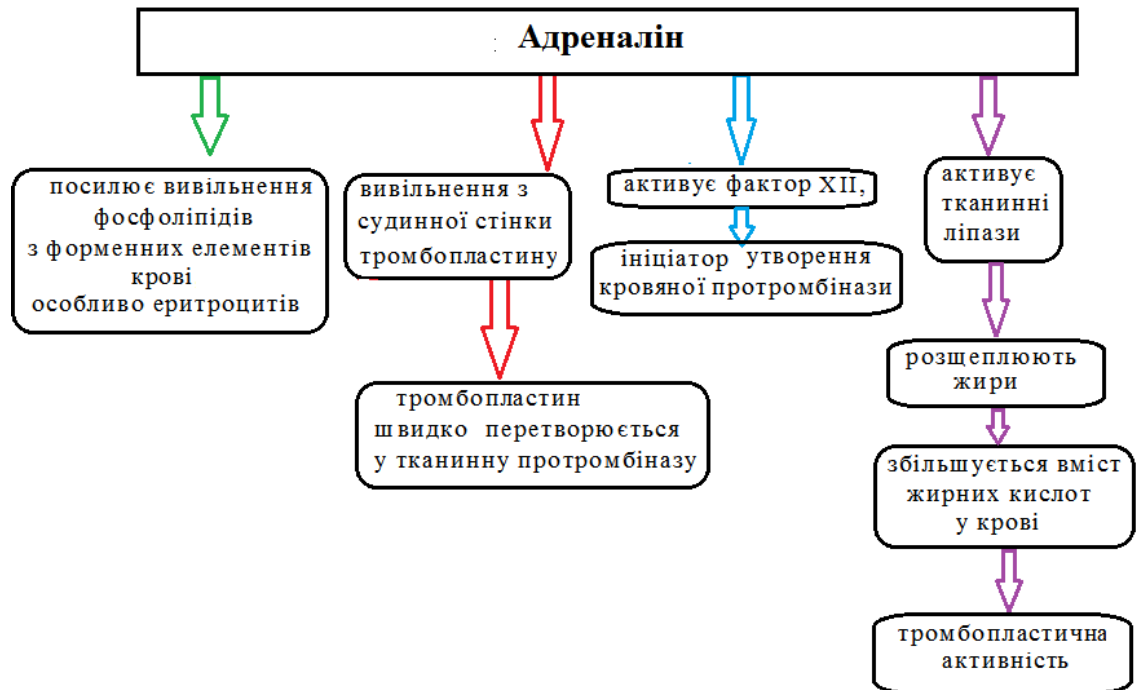 Адреналін
посилює вивільнення
фосфоліпідів
з форменних елементів
крові
особливо еритроцитів
вивільнення з
судинної стінки
тромбопластину
тромбопластин
швидко перетворюється
у тканинну протромбіназу
активує фактор XII,
ініціатор утворення
кровяної протромбінази
активує
тканинні
ліпази
розщеплюють
жири
збільшується вміст
жирних кислот
у крові
тромбопластична
активність